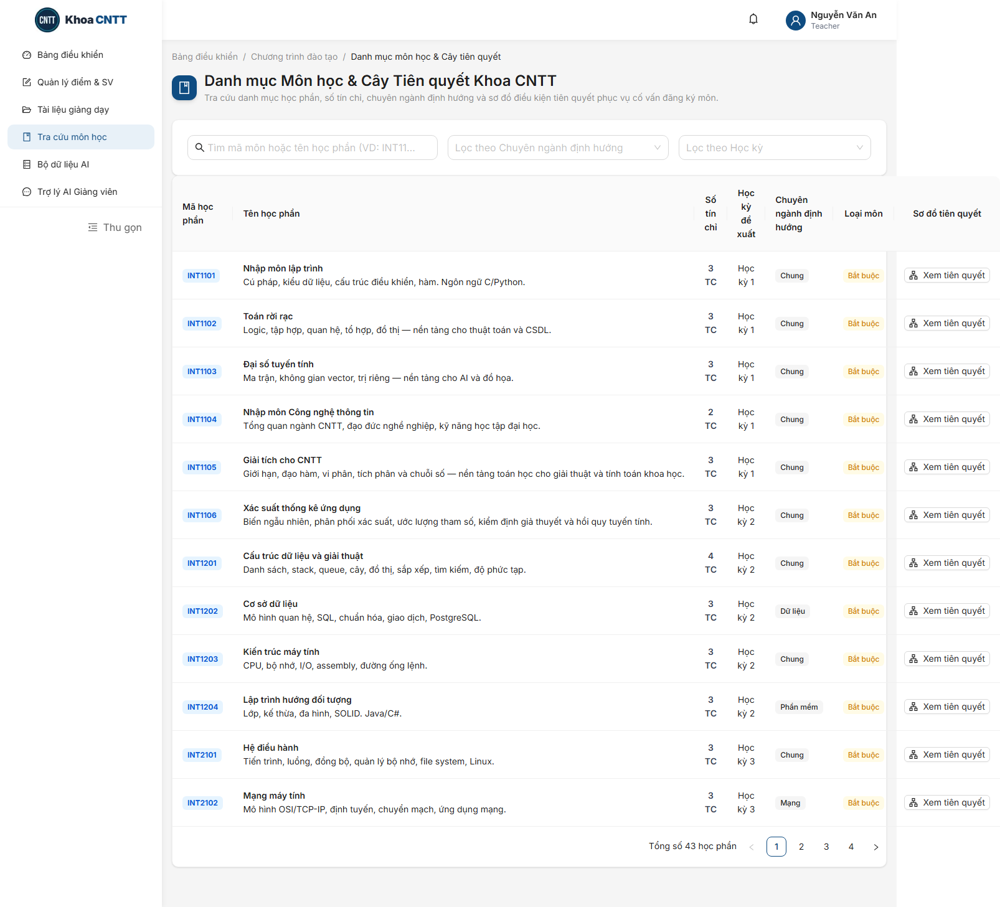 CNTT
Khoa CNTT
Nguyễn Văn An
Teacher
Bảng điều khiển
Quản lý điểm & SV
Tài liệu giảng dạy
Tra cứu môn học
Bộ dữ liệu AI
Trợ lý AI Giảng viên
Thu gọn
Bảng điều khiển / Chương trình đào tạo / Danh mục môn học & Cây tiên quyết
Danh mục Môn học & Cây Tiên quyết Khoa CNTT
Tra cứu danh mục học phần, số tín chỉ, chuyên ngành định hướng và sơ đồ điều kiện tiên quyết phục vụ cố vấn đăng ký môn.
Tìm mã môn hoặc tên học phần (VD: INT11...
Lọc theo Chuyên ngành định hướng
Lọc theo Học kỳ
Mã học phần
Tên học phần
Số tín chỉ
Học kỳ đề xuất
Chuyên ngành định hướng
Loại môn
Sơ đồ tiên quyết
INT1101
Nhập môn lập trình
Cú pháp, kiểu dữ liệu, cấu trúc điều khiển, hàm. Ngôn ngữ C/Python.
3 TC
Học kỳ 1
Chung
Bắt buộc
Xem tiên quyết
INT1102
Toán rời rạc
Logic, tập hợp, quan hệ, tổ hợp, đồ thị — nền tảng cho thuật toán và CSDL.
3 TC
Học kỳ 1
Chung
Bắt buộc
Xem tiên quyết
INT1103
Đại số tuyến tính
Ma trận, không gian vector, trị riêng — nền tảng cho AI và đồ họa.
3 TC
Học kỳ 1
Chung
Bắt buộc
Xem tiên quyết
INT1104
Nhập môn Công nghệ thông tin
Tổng quan ngành CNTT, đạo đức nghề nghiệp, kỹ năng học tập đại học.
2 TC
Học kỳ 1
Chung
Bắt buộc
Xem tiên quyết
INT1105
Giải tích cho CNTT
Giới hạn, đạo hàm, vi phân, tích phân và chuỗi số — nền tảng toán học cho giải thuật và tính toán khoa học.
3 TC
Học kỳ 1
Chung
Bắt buộc
Xem tiên quyết
INT1106
Xác suất thống kê ứng dụng
Biến ngẫu nhiên, phân phối xác suất, ước lượng tham số, kiểm định giả thuyết và hồi quy tuyến tính.
3 TC
Học kỳ 2
Chung
Bắt buộc
Xem tiên quyết
INT1201
Cấu trúc dữ liệu và giải thuật
Danh sách, stack, queue, cây, đồ thị, sắp xếp, tìm kiếm, độ phức tạp.
4 TC
Học kỳ 2
Chung
Bắt buộc
Xem tiên quyết
INT1202
Cơ sở dữ liệu
Mô hình quan hệ, SQL, chuẩn hóa, giao dịch, PostgreSQL.
3 TC
Học kỳ 2
Dữ liệu
Bắt buộc
Xem tiên quyết
INT1203
Kiến trúc máy tính
CPU, bộ nhớ, I/O, assembly, đường ống lệnh.
3 TC
Học kỳ 2
Chung
Bắt buộc
Xem tiên quyết
INT1204
Lập trình hướng đối tượng
Lớp, kế thừa, đa hình, SOLID. Java/C#.
3 TC
Học kỳ 2
Phần mềm
Bắt buộc
Xem tiên quyết
INT2101
Hệ điều hành
Tiến trình, luồng, đồng bộ, quản lý bộ nhớ, file system, Linux.
3 TC
Học kỳ 3
Chung
Bắt buộc
Xem tiên quyết
INT2102
Mạng máy tính
Mô hình OSI/TCP-IP, định tuyến, chuyển mạch, ứng dụng mạng.
3 TC
Học kỳ 3
Mạng
Bắt buộc
Xem tiên quyết
Tổng số 43 học phần < 1 2 3 4 >